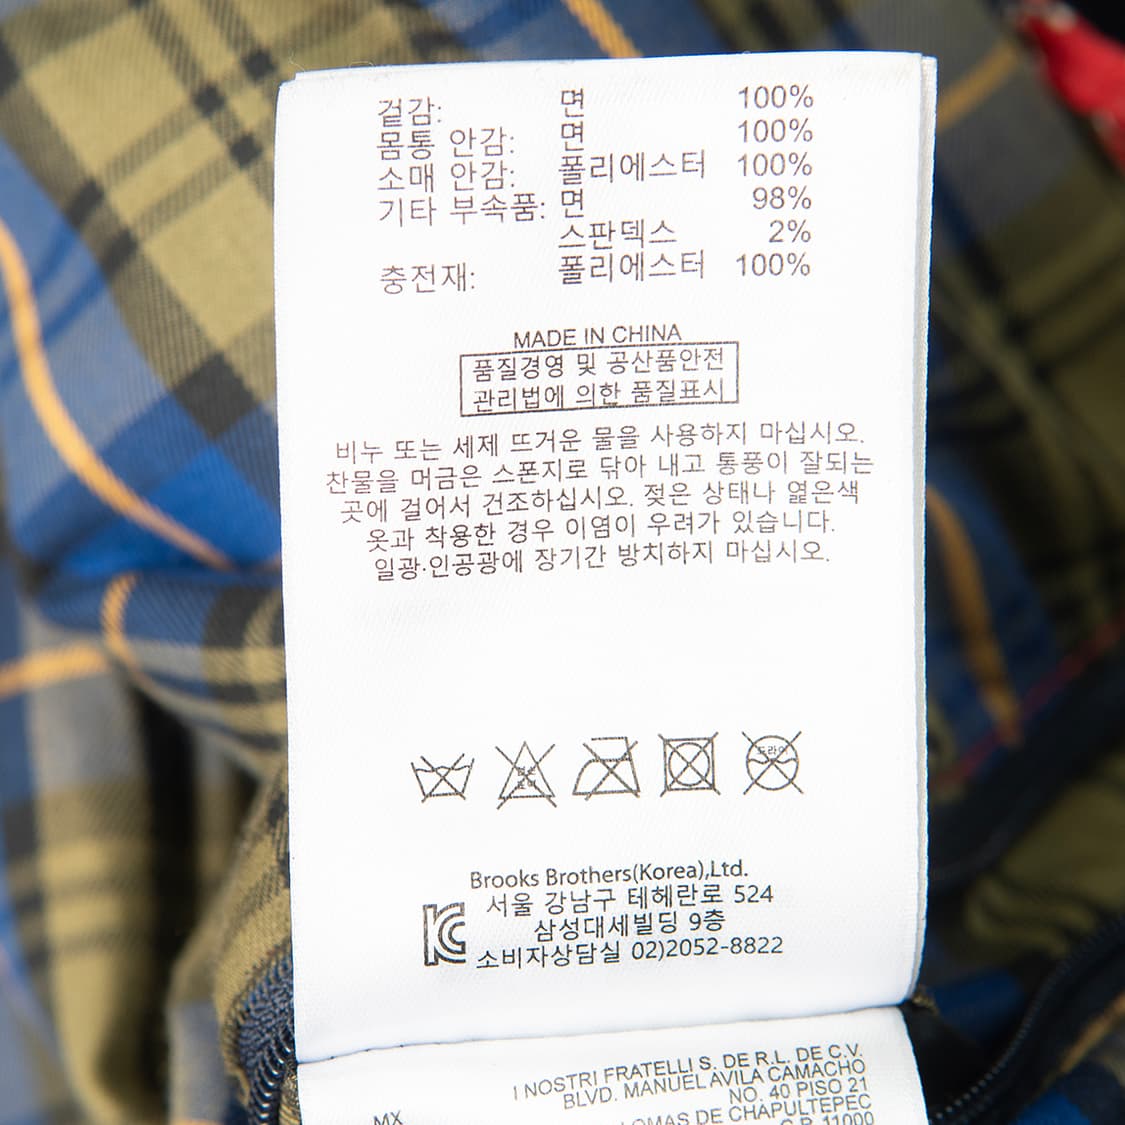 겉감: 면 100%
몸통 안감: 면 100%
소매 안감: 폴리에스터 100%
기타 부속품: 면 98%
스판덱스 2%
충전재: 폴리에스터 100%
MADE IN CHINA
품질경영 및 공산품안전
관리법에 의한 품질표시
비누 또는 세제 뜨거운 물을 사용하지 마십시오.
찬물을 머금은 스폰지로 닦아 내고 통풍이 잘되는
곳에 걸어서 건조하십시오. 젖은 상태나 엷은색
옷과 착용한 경우 이염이 우려가 있습니다.
일광·인공광에 장기간 방치하지 마십시오.
드라이
Brooks Brothers(Korea),Ltd.
서울 강남구 테헤란로 524
삼성대세빌딩 9층
소비자상담실 02)2052-8822
I NOSTRI FRATELLI S. DE R.L. DE C.V.
BLVD. MANUEL AVILA CAMACHO
NO. 40 PISO 21
LOMAS DE CHAPULTEPEC
MX C.P. 11000